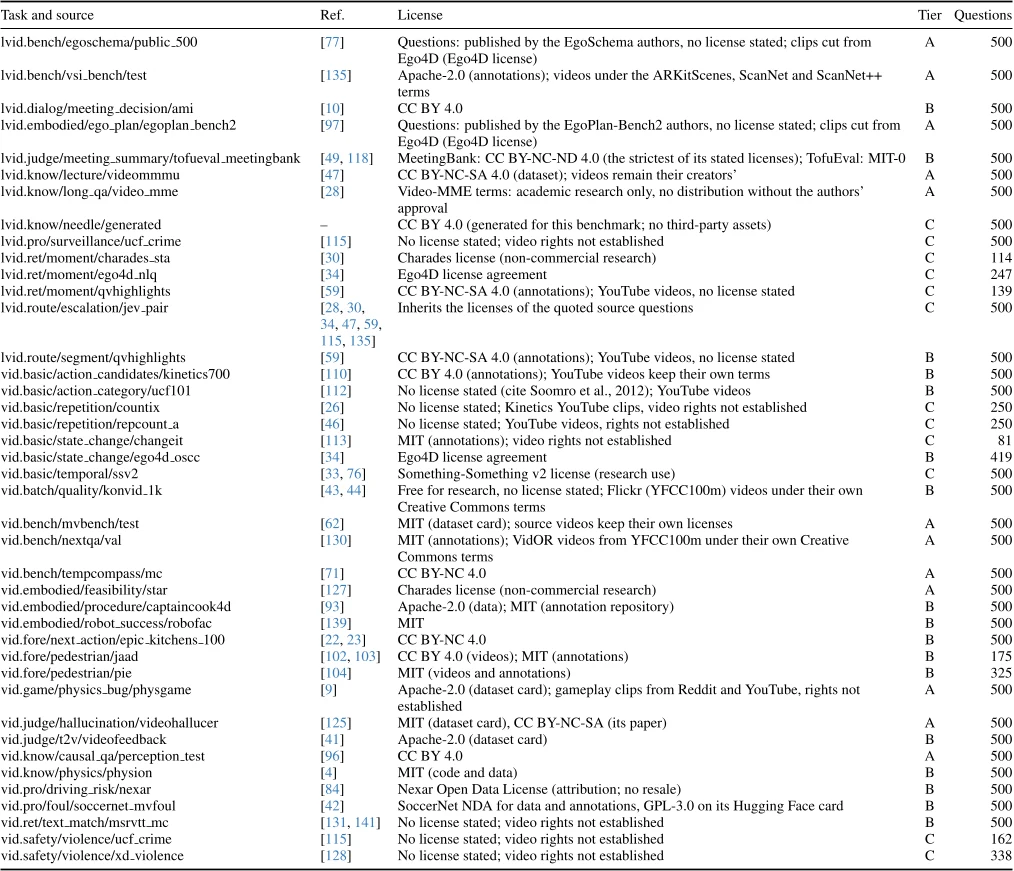 Task and source Ref. License Tier Questions
lvid.bench/egoschema/public_500 [77] Questions: published by the EgoSchema authors, no license stated; clips cut from A 500
Ego4D (Ego4D license)
lvid.bench/vsi_bench/test [135] Apache-2.0 (annotations); videos under the ARKitScenes, ScanNet and ScanNet++ A 500
terms
lvid.dialog/meeting_decision/ami [10] CC BY 4.0 B 500
lvid.embodied/ego_plan/egoplan_bench2 [97] Questions: published by the EgoPlan-Bench2 authors, no license stated; clips cut from A 500
Ego4D (Ego4D license)
lvid.judge/meeting_summary/tofueval_meetingbank [49, 118] MeetingBank: CC BY-NC-ND 4.0 (the strictest of its stated licenses); TofuEval: MIT-0 B 500
lvid.know/lecture/videommmu [47] CC BY-NC-SA 4.0 (dataset); videos remain their creators' A 500
lvid.know/long_qa/video_mme [28] Video-MME terms: academic research only, no distribution without the authors' A 500
approval
lvid.know/needle/generated – CC BY 4.0 (generated for this benchmark; no third-party assets) C 500
lvid.pro/surveillance/ucf_crime [115] No license stated; video rights not established C 500
lvid.ret/moment/charades_sta [30] Charades license (non-commercial research) C 114
lvid.ret/moment/ego4d_nlq [34] Ego4D license agreement C 247
lvid.ret/moment/qvhighlights [59] CC BY-NC-SA 4.0 (annotations); YouTube videos, no license stated C 139
lvid.route/escalation/jev_pair [28, 30, Inherits the licenses of the quoted source questions C 500
34, 47, 59,
115, 135]
lvid.route/segment/qvhighlights [59] CC BY-NC-SA 4.0 (annotations); YouTube videos, no license stated B 500
vid.basic/action_candidates/kinetics700 [110] CC BY 4.0 (annotations); YouTube videos keep their own terms B 500
vid.basic/action_category/ucf101 [112] No license stated (cite Soomro et al., 2012); YouTube videos B 500
vid.basic/repetition/countix [26] No license stated; Kinetics YouTube clips, video rights not established C 250
vid.basic/repetition/repcount_a [46] No license stated; YouTube videos, rights not established C 250
vid.basic/state_change/changeit [113] MIT (annotations); video rights not established C 81
vid.basic/state_change/ego4d_oscc [34] Ego4D license agreement B 419
vid.basic/temporal/ssv2 [33, 76] Something-Something v2 license (research use) C 500
vid.batch/quality/konvid_1k [43, 44] Free for research, no license stated; Flickr (YFCC100m) videos under their own B 500
Creative Commons terms
vid.bench/mvbench/test [62] MIT (dataset card); source videos keep their own licenses A 500
vid.bench/nextqa/val [130] MIT (annotations); VidOR videos from YFCC100m under their own Creative A 500
Commons terms
vid.bench/tempcompass/mc [71] CC BY-NC 4.0 A 500
vid.embodied/feasibility/star [127] Charades license (non-commercial research) A 500
vid.embodied/procedure/captaincook4d [93] Apache-2.0 (data); MIT (annotation repository) B 500
vid.embodied/robot_success/robofac [139] MIT B 500
vid.fore/next_action/epic_kitchens_100 [22, 23] CC BY-NC 4.0 B 500
vid.fore/pedestrian/jaad [102, 103] CC BY 4.0 (videos); MIT (annotations) B 175
vid.fore/pedestrian/pie [104] MIT (videos and annotations) B 325
vid.game/physics_bug/physgame [9] Apache-2.0 (dataset card); gameplay clips from Reddit and YouTube, rights not A 500
established
vid.judge/hallucination/videohallucer [125] MIT (dataset card), CC BY-NC-SA (its paper) A 500
vid.judge/t2v/videofeedback [41] Apache-2.0 (dataset card) B 500
vid.know/causal_qa/perception_test [96] CC BY 4.0 A 500
vid.know/physics/physion [4] MIT (code and data) B 500
vid.pro/driving_risk/nexar [84] Nexar Open Data License (attribution; no resale) B 500
vid.pro/foul/soccernet_mvfoul [42] SoccerNet NDA for data and annotations, GPL-3.0 on its Hugging Face card B 500
vid.ret/text_match/msrvtt_mc [131, 141] No license stated; video rights not established B 500
vid.safety/violence/ucf_crime [115] No license stated; video rights not established C 162
vid.safety/violence/xd_violence [128] No license stated; video rights not established C 338